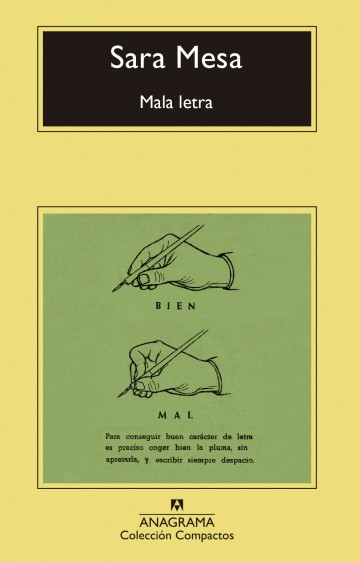 Sara Mesa
Mala letra
BIEN
MAL
Para conseguir buen carácter de letra
es preciso coger bien la pluma, sin
apretarla, y escribir siempre despacio.
ANAGRAMA
Colección Compactos